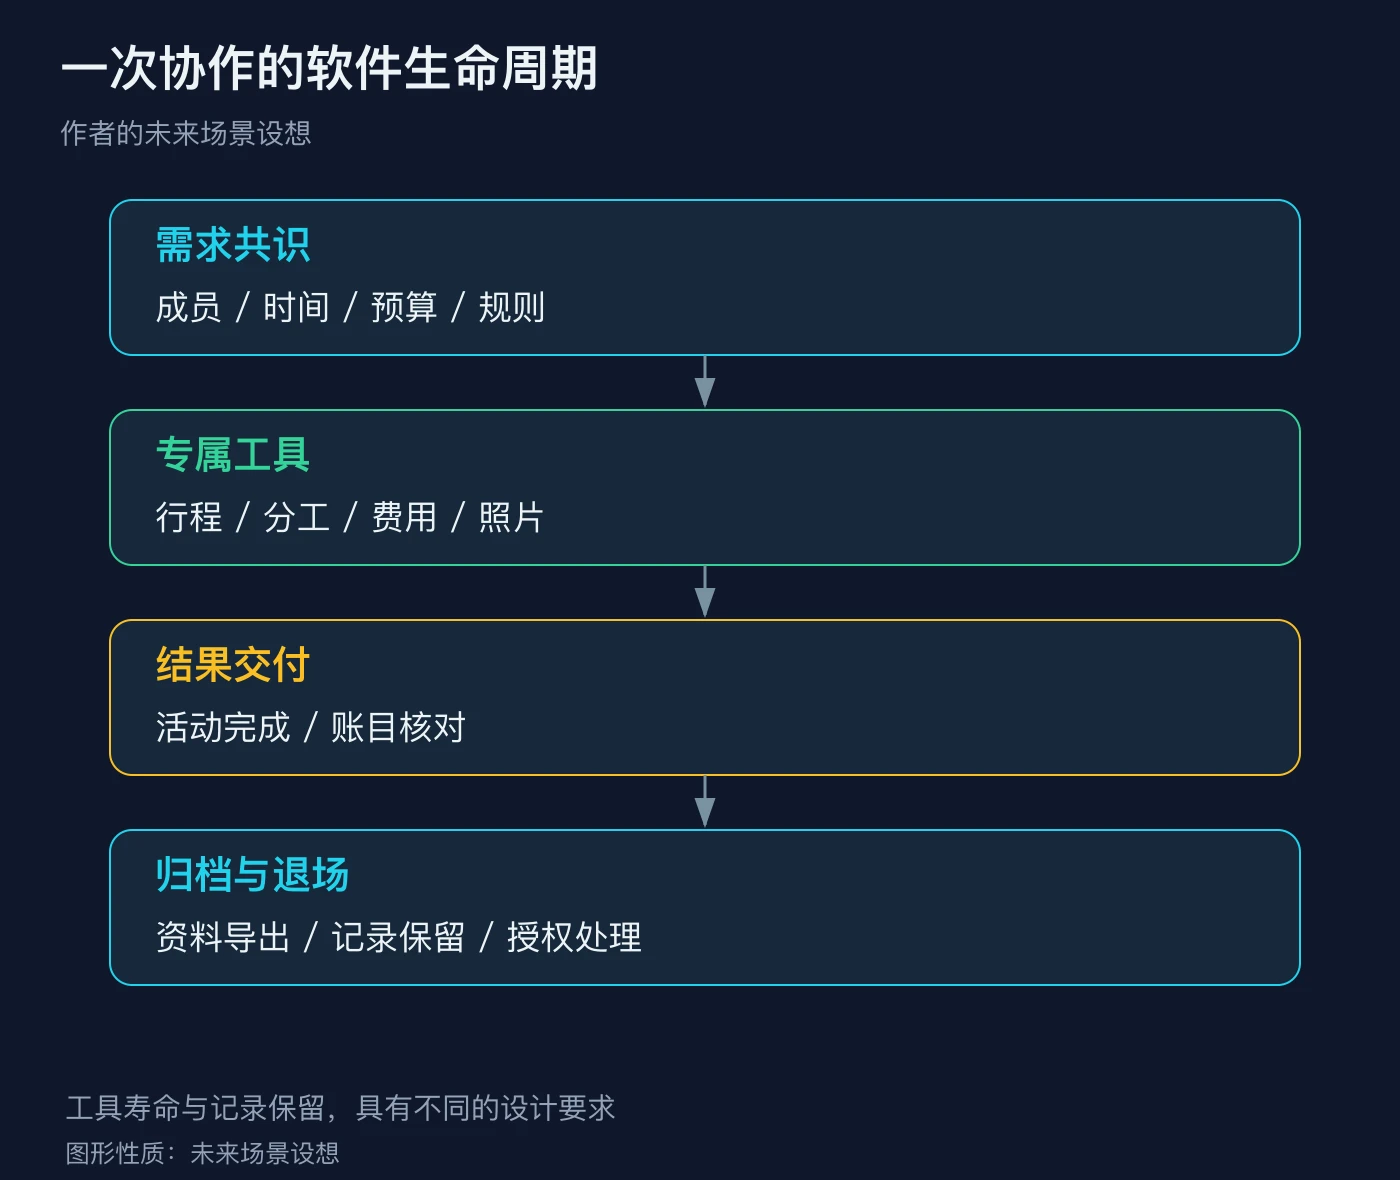 一次协作的软件生命周期
作者的未来场景设想
需求共识
成员 / 时间 / 预算 / 规则
专属工具
行程 / 分工 / 费用 / 照片
结果交付
活动完成 / 账目核对
归档与退场
资料导出 / 记录保留 / 授权处理
工具寿命与记录保留，具有不同的设计要求
图形性质：未来场景设想